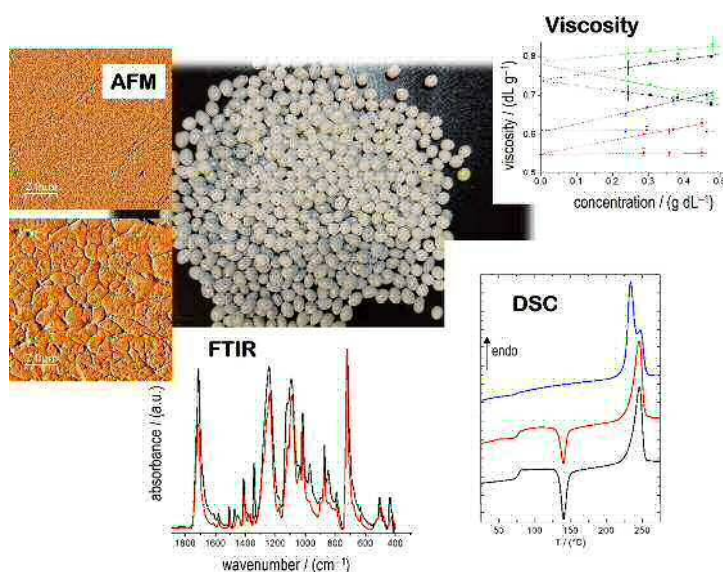 AFM
Viscosity
viscosity / (dL g⁻¹)
0.8
0.7
0.6
0.5
0.0 0.1 0.2 0.3 0.4 0.5
concentration / (g dL⁻¹)
FTIR
absorbance / (a.u.)
1800 1600 1400 1200 1000 800 600 400
wavenumber / (cm⁻¹)
DSC
endo
50 100 150 200 250
T / (°C)